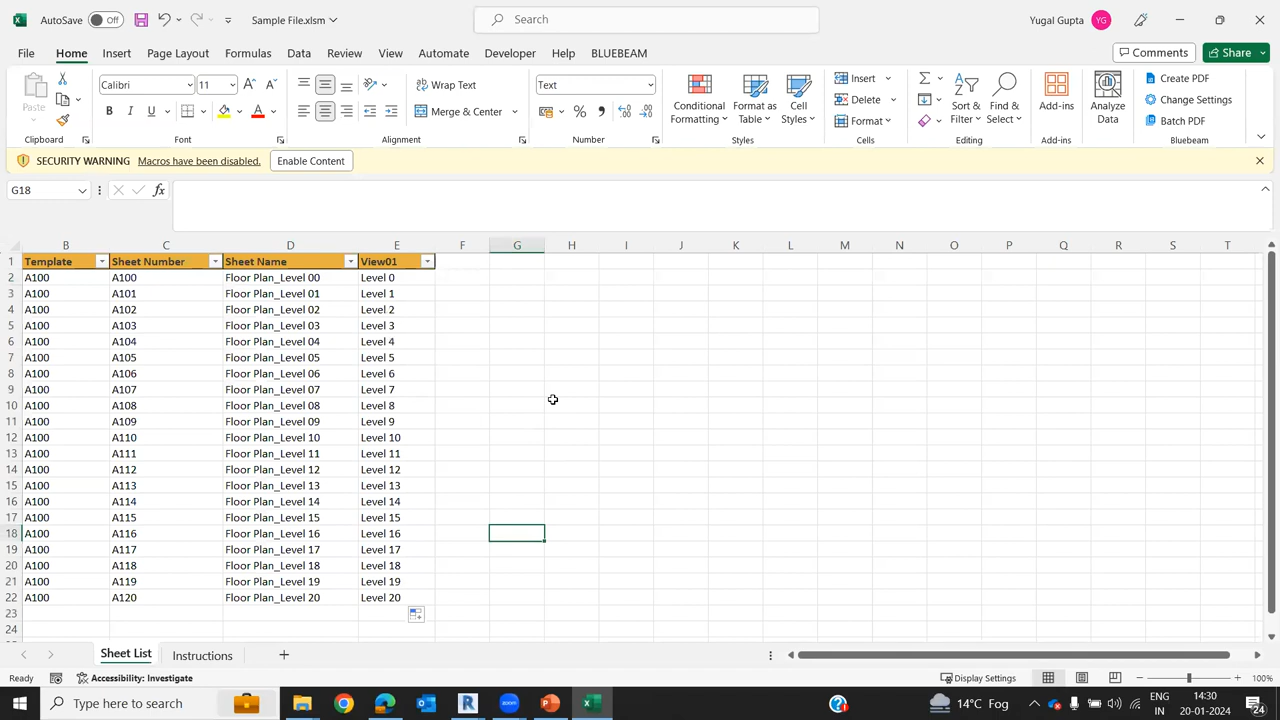 AutoSave Off Sample File.xlsm Search Yugal Gupta YG
File Home Insert Page Layout Formulas Data Review View Automate Developer Help BLUEBEAM Comments Share
Paste Calibri 11 A A Wrap Text Text Conditional Formatting Format as Table Cell Styles Insert Sort & Filter Find & Select Add-ins Analyze Data Create PDF
B I U A Merge & Center % Delete Change Settings
Format Batch PDF
Clipboard Font Alignment Number Styles Cells Editing Add-ins Bluebeam
SECURITY WARNING Macros have been disabled. Enable Content
G18 fx
B C D E F G H I J K L M N O P Q R S T
1 Template Sheet Number Sheet Name View01
2 A100 A100 Floor Plan_Level 00 Level 0
3 A100 A101 Floor Plan_Level 01 Level 1
4 A100 A102 Floor Plan_Level 02 Level 2
5 A100 A103 Floor Plan_Level 03 Level 3
6 A100 A104 Floor Plan_Level 04 Level 4
7 A100 A105 Floor Plan_Level 05 Level 5
8 A100 A106 Floor Plan_Level 06 Level 6
9 A100 A107 Floor Plan_Level 07 Level 7
10 A100 A108 Floor Plan_Level 08 Level 8
11 A100 A109 Floor Plan_Level 09 Level 9
12 A100 A110 Floor Plan_Level 10 Level 10
13 A100 A111 Floor Plan_Level 11 Level 11
14 A100 A112 Floor Plan_Level 12 Level 12
15 A100 A113 Floor Plan_Level 13 Level 13
16 A100 A114 Floor Plan_Level 14 Level 14
17 A100 A115 Floor Plan_Level 15 Level 15
18 A100 A116 Floor Plan_Level 16 Level 16
19 A100 A117 Floor Plan_Level 17 Level 17
20 A100 A118 Floor Plan_Level 18 Level 18
21 A100 A119 Floor Plan_Level 19 Level 19
22 A100 A120 Floor Plan_Level 20 Level 20
23
24
Sheet List Instructions
Ready Accessibility: Investigate Display Settings 100%
Type here to search zoom 14°C Fog ENG 14:30
IN 20-01-2024 24